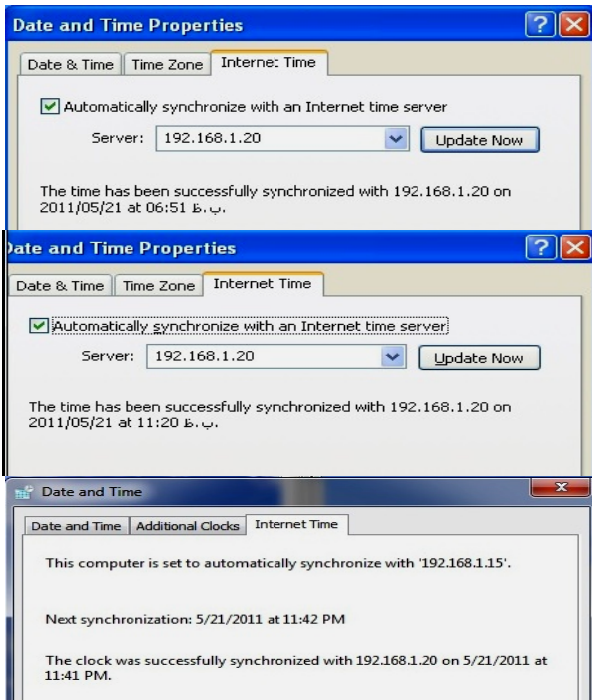 Date and Time Properties
Date & Time
Time Zone
Internet Time
Automatically synchronize with an Internet time server
Server: 192.168.1.20
Update Now
The time has been successfully synchronized with 192.168.1.20 on
2011/05/21 at 06:51 ب.ظ.
Date and Time Properties
Date & Time
Time Zone
Internet Time
Automatically synchronize with an Internet time server
Server: 192.168.1.20
Update Now
The time has been successfully synchronized with 192.168.1.20 on
2011/05/21 at 11:20 ب.ظ.
Date and Time
Date and Time
Additional Clocks
Internet Time
This computer is set to automatically synchronize with '192.168.1.15'.
Next synchronization: 5/21/2011 at 11:42 PM
The clock was successfully synchronized with 192.168.1.20 on 5/21/2011 at
11:41 PM.